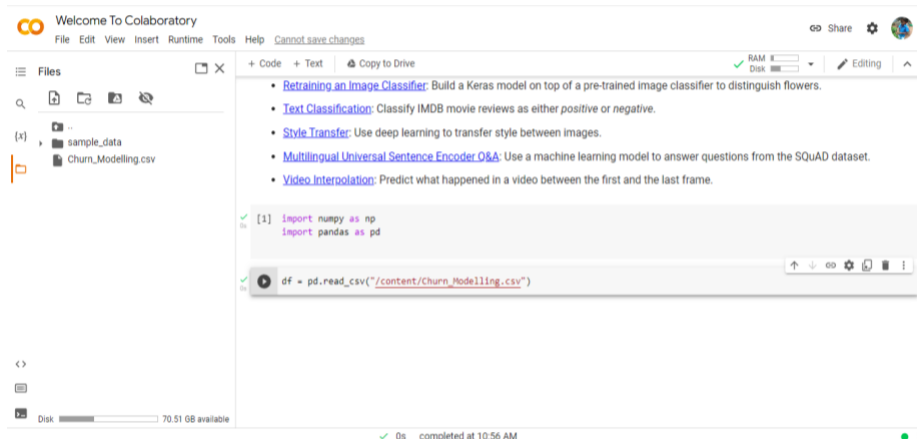 Welcome To Colaboratory
File Edit View Insert Runtime Tools Help Cannot save changes
Share
Files
+ Code + Text Copy to Drive
RAM
Disk
Editing
..
sample_data
Churn_Modelling.csv
{x}
Retraining an Image Classifier: Build a Keras model on top of a pre-trained image classifier to distinguish flowers.
Text Classification: Classify IMDB movie reviews as either positive or negative.
Style Transfer: Use deep learning to transfer style between images.
Multilingual Universal Sentence Encoder Q&A: Use a machine learning model to answer questions from the SQuAD dataset.
Video Interpolation: Predict what happened in a video between the first and the last frame.
[1] import numpy as np
import pandas as pd
0s
df = pd.read_csv("/content/Churn_Modelling.csv")
0s
Disk 70.51 GB available
0s completed at 10:56 AM